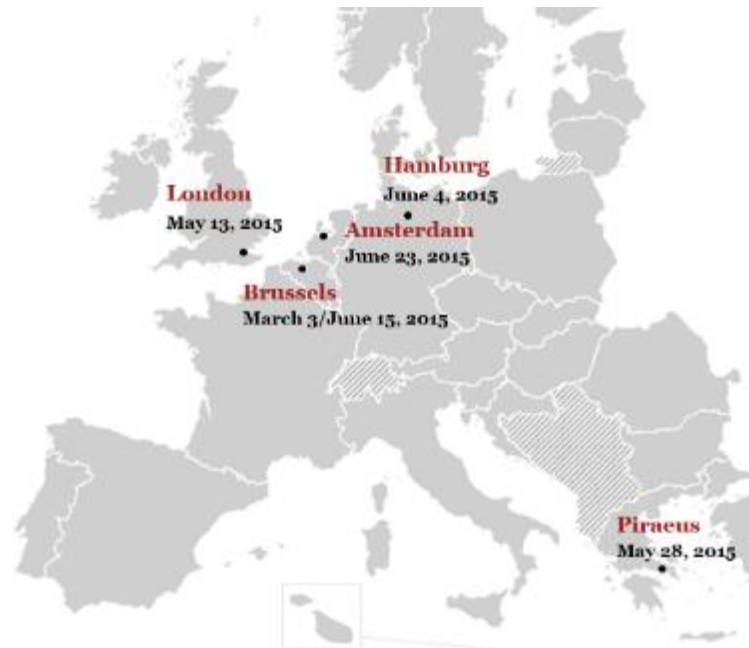 Hamburg
June 4, 2015
London
May 13, 2015
Amsterdam
June 23, 2015
Brussels
March 3/June 15, 2015
Piraeus
May 28, 2015